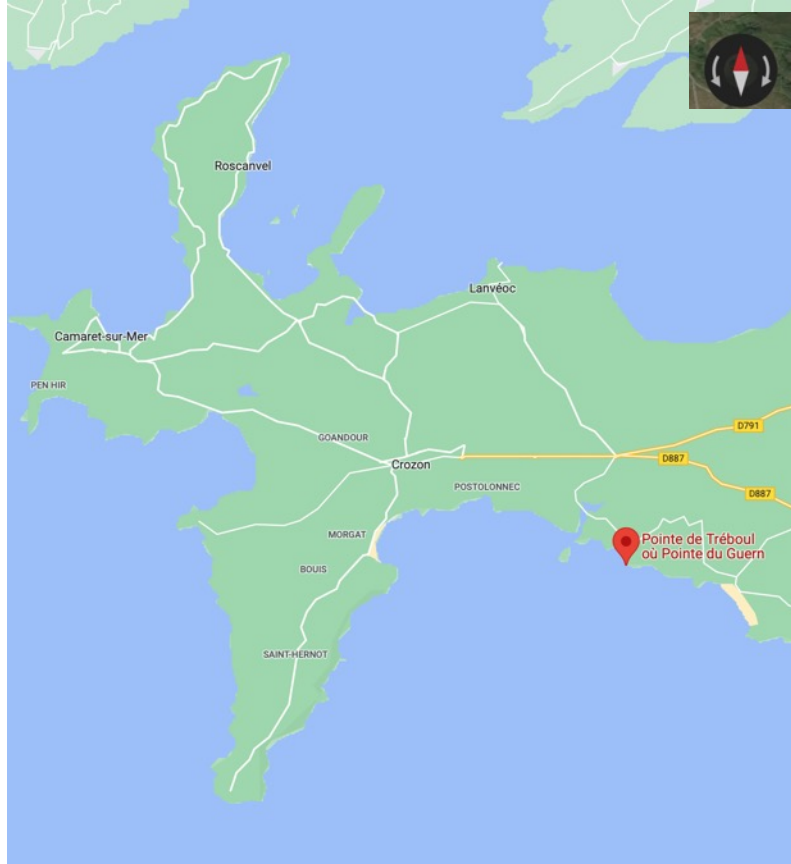 Roscanvel
Lanvéoc
Camaret-sur-Mer
PEN HIR
D791
GOANDOUR
Crozon
D887
POSTOLONNEC
D887
MORGAT
Pointe de Tréboul
où Pointe du Guern
BOUIS
SAINT-HERNOT